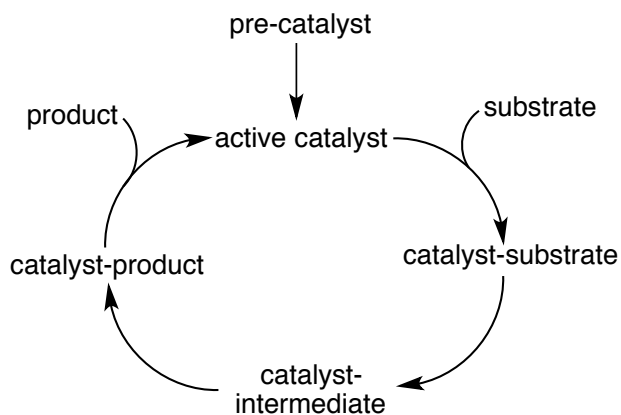 pre-catalyst
product
substrate
active catalyst
catalyst-product
catalyst-substrate
catalyst-
intermediate